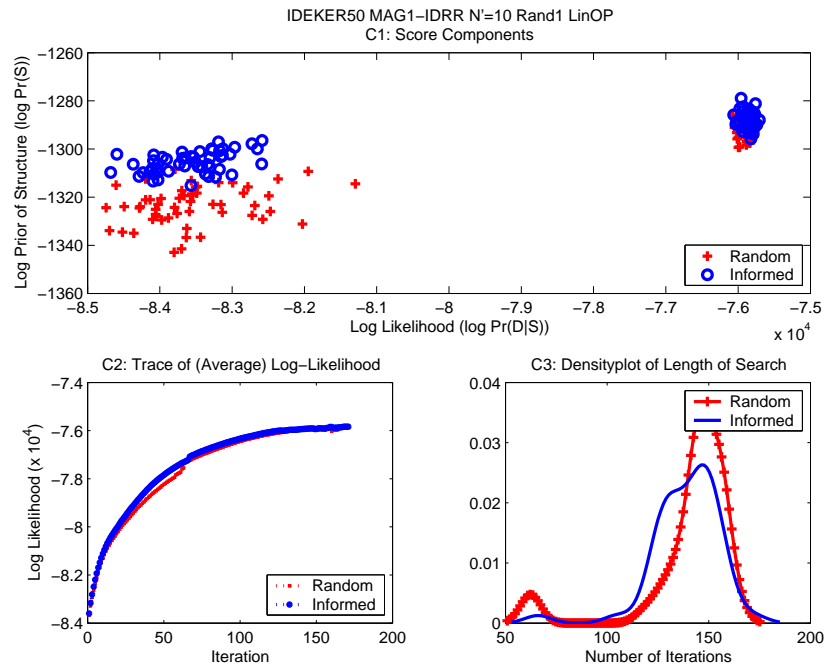 IDEKER50 MAG1−IDRR N'=10 Rand1 LinOP
C1: Score Components
Log Prior of Structure (log Pr(S))
−1260
−1280
−1300
−1320
−1340
−1360
Random
Informed
−8.5 −8.4 −8.3 −8.2 −8.1 −8 −7.9 −7.8 −7.7 −7.6 −7.5
Log Likelihood (log Pr(D|S))
x 10^4
C2: Trace of (Average) Log−Likelihood
Log Likelihood (x 10^4)
−7.4
−7.6
−7.8
−8
−8.2
−8.4
Random
Informed
0 50 100 150 200
Iteration
C3: Densityplot of Length of Search
0.04
0.03
0.02
0.01
0
Random
Informed
50 100 150 200
Number of Iterations